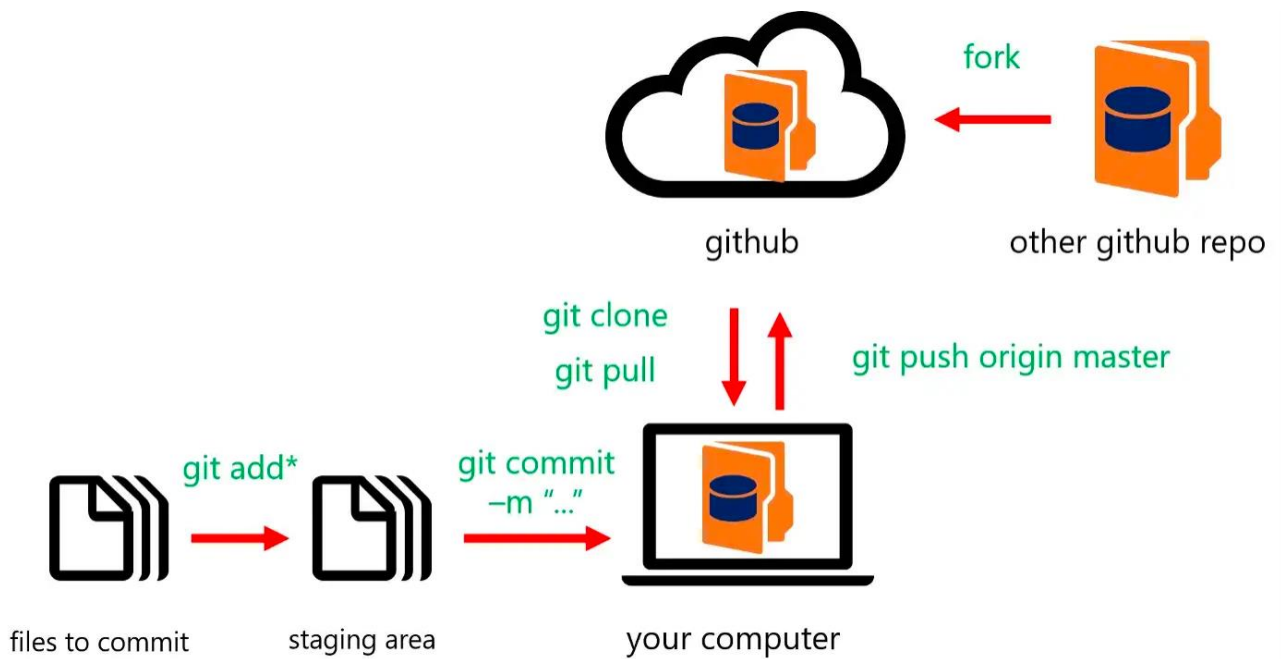 fork
github
other github repo
git clone
git pull
git push origin master
git add*
git commit
–m “...”
files to commit
staging area
your computer